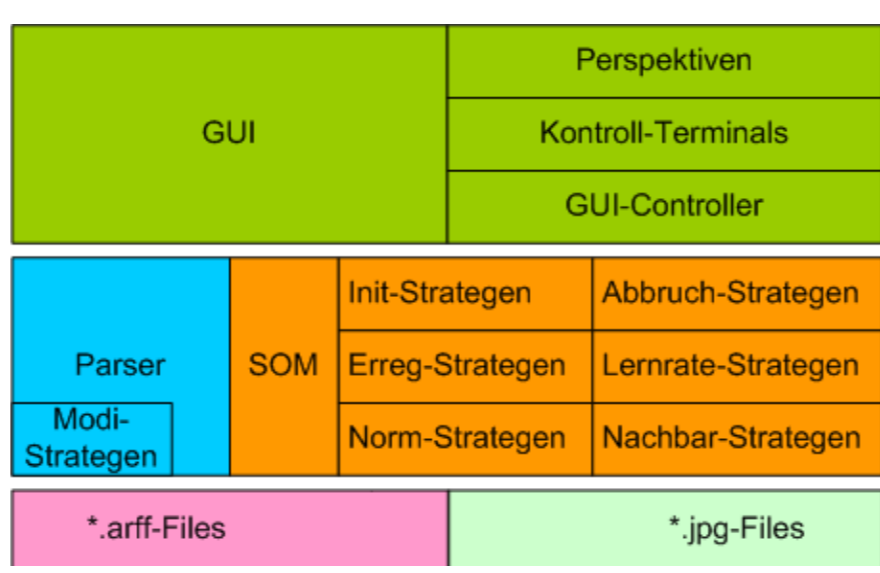 GUI
Perspektiven
Kontroll-Terminals
GUI-Controller
Parser
Modi-
Strategen
SOM
Init-Strategen
Abbruch-Strategen
Erreg-Strategen
Lernrate-Strategen
Norm-Strategen
Nachbar-Strategen
*.arff-Files
*.jpg-Files